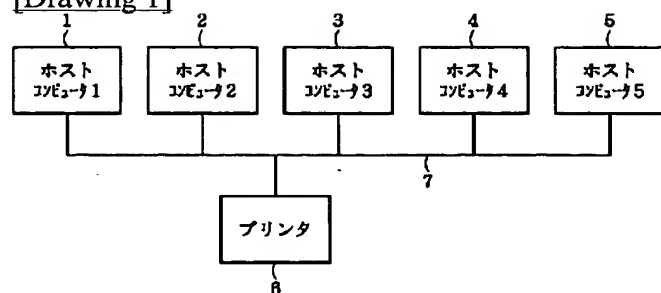 [Drawing 1]
1 2 3 4 5
ホスト ホスト ホスト ホスト ホスト
コンピュータ1 コンピュータ2 コンピュータ3 コンピュータ4 コンピュータ5
7
プリンタ
6